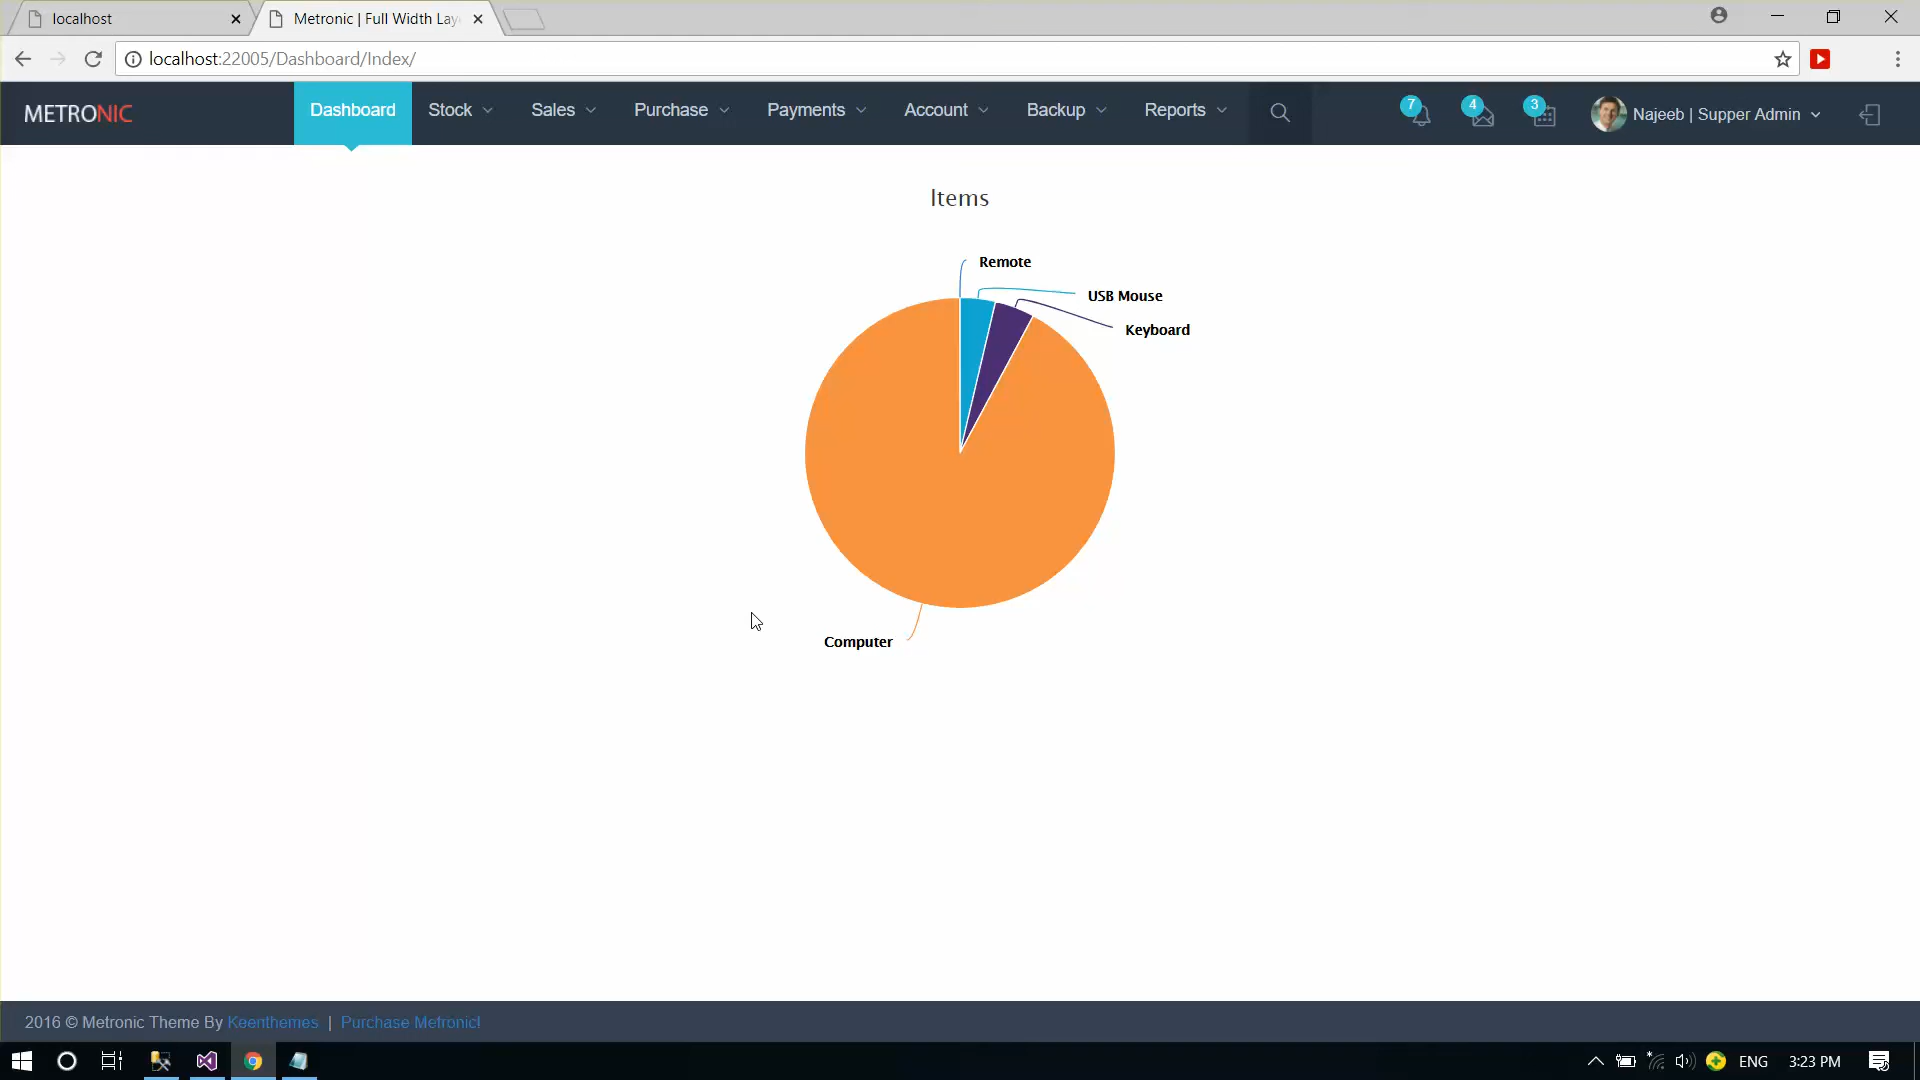 localhost
Metronic | Full Width Lay
localhost:22005/Dashboard/Index/
METRONIC
Dashboard
Stock
Sales
Purchase
Payments
Account
Backup
Reports
7
4
3
Najeeb | Supper Admin
Items
Remote
USB Mouse
Keyboard
Computer
2016 © Metronic Theme By Keenthemes | Purchase Metronic!
ENG
3:23 PM